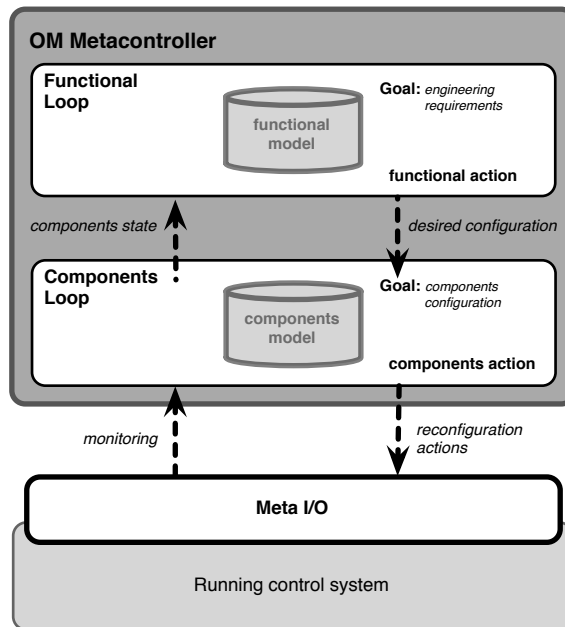 OM Metacontroller
Functional
Loop
Goal: engineering
requirements
functional
model
functional action
components state
desired configuration
Components
Loop
Goal: components
configuration
components
model
components action
monitoring
reconfiguration
actions
Meta I/O
Running control system